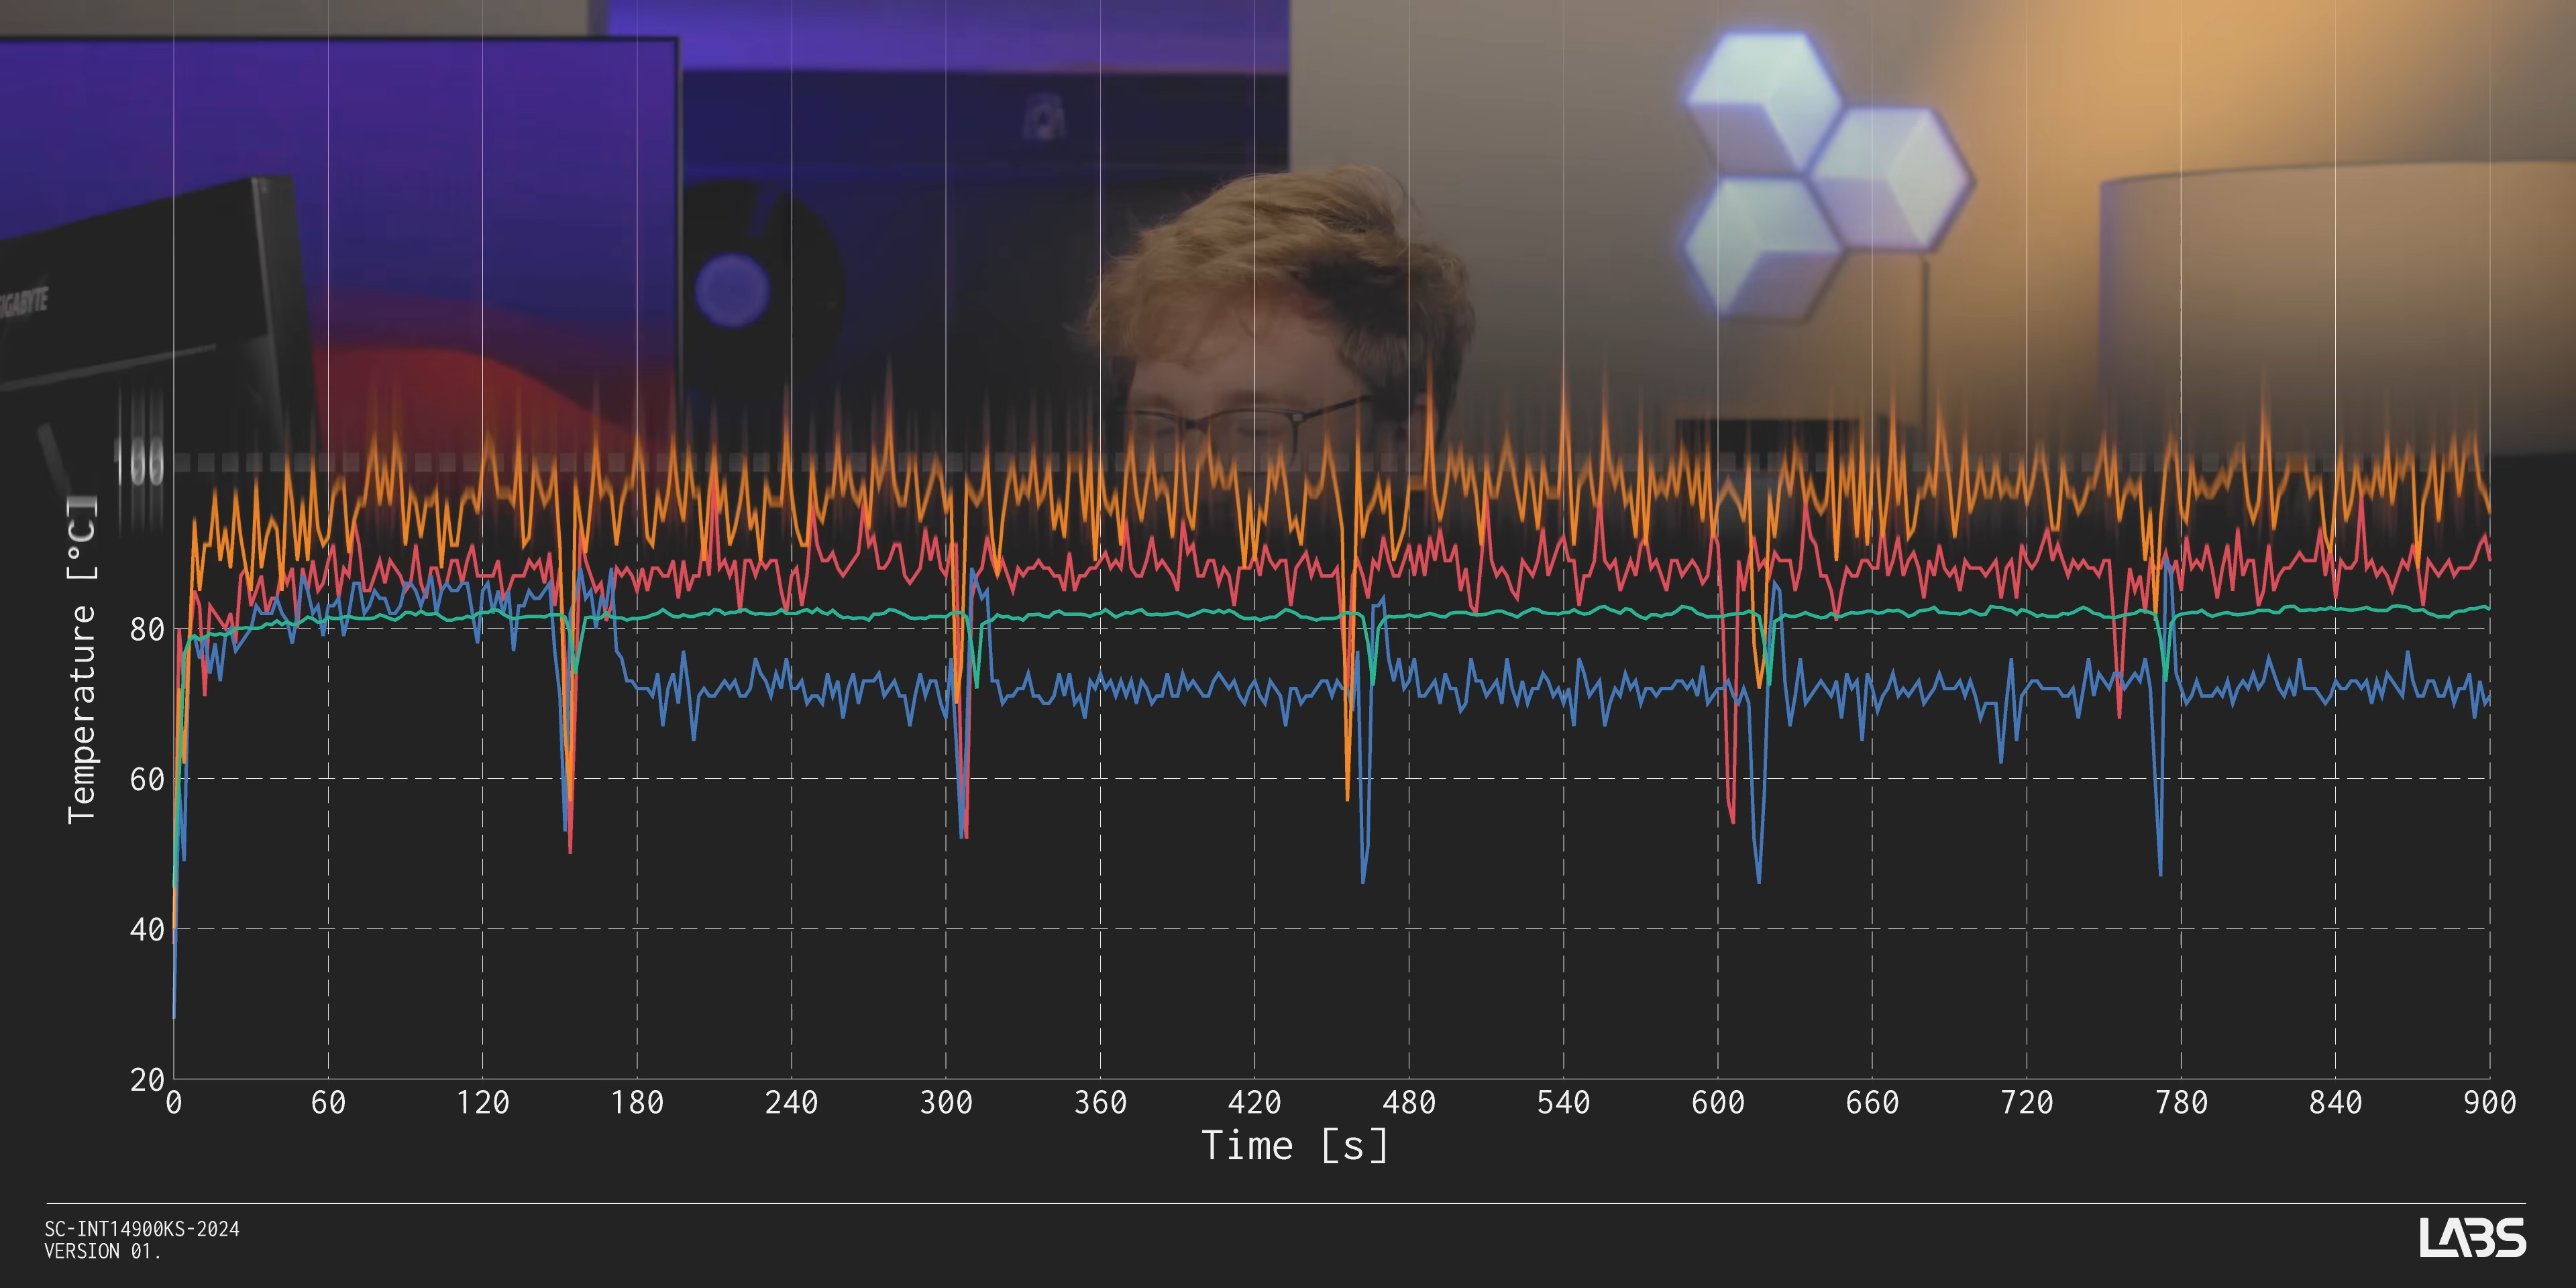 GIGABYTE
100
Temperature [°C]
80
60
40
20
0 60 120 180 240 300 360 420 480 540 600 660 720 780 840 900
Time [s]
SC-INT14900KS-2024
VERSION 01.
LABS